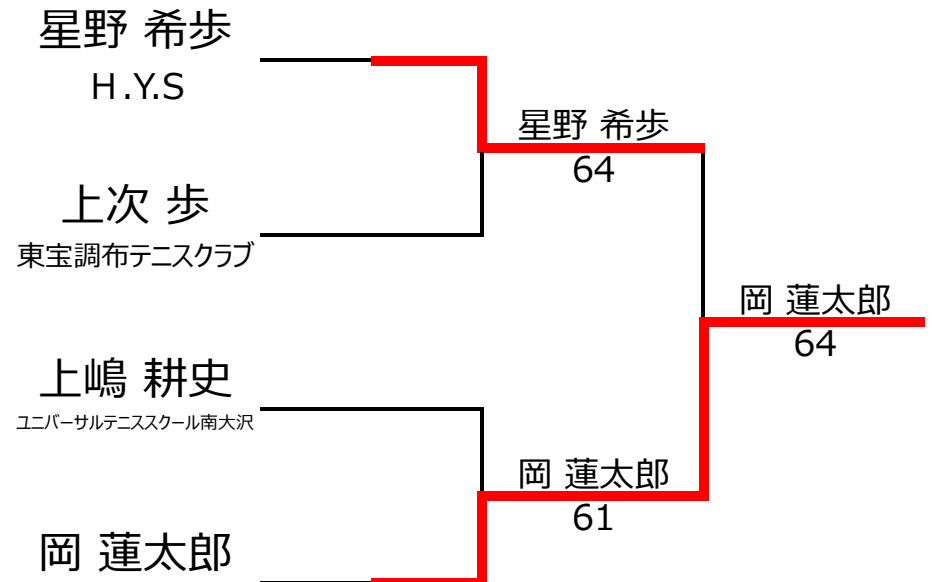 星野 希歩
H.Y.S
星野 希歩
64
上次 歩
東宝調布テニスクラブ
岡 蓮太郎
64
上嶋 耕史
ユニバーサルテニススクール南大沢
岡 蓮太郎
61
岡 蓮太郎